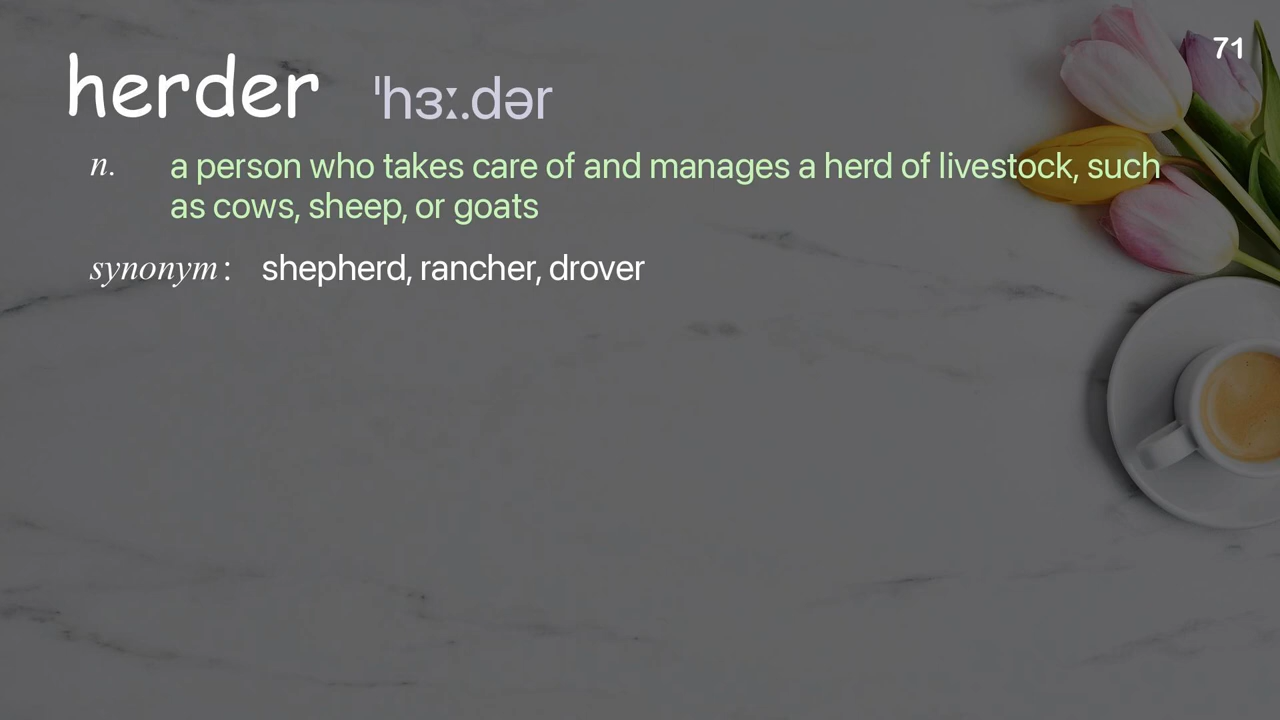 71
herder ˈhɜː.dər
n. a person who takes care of and manages a herd of livestock, such
as cows, sheep, or goats
synonym: shepherd, rancher, drover